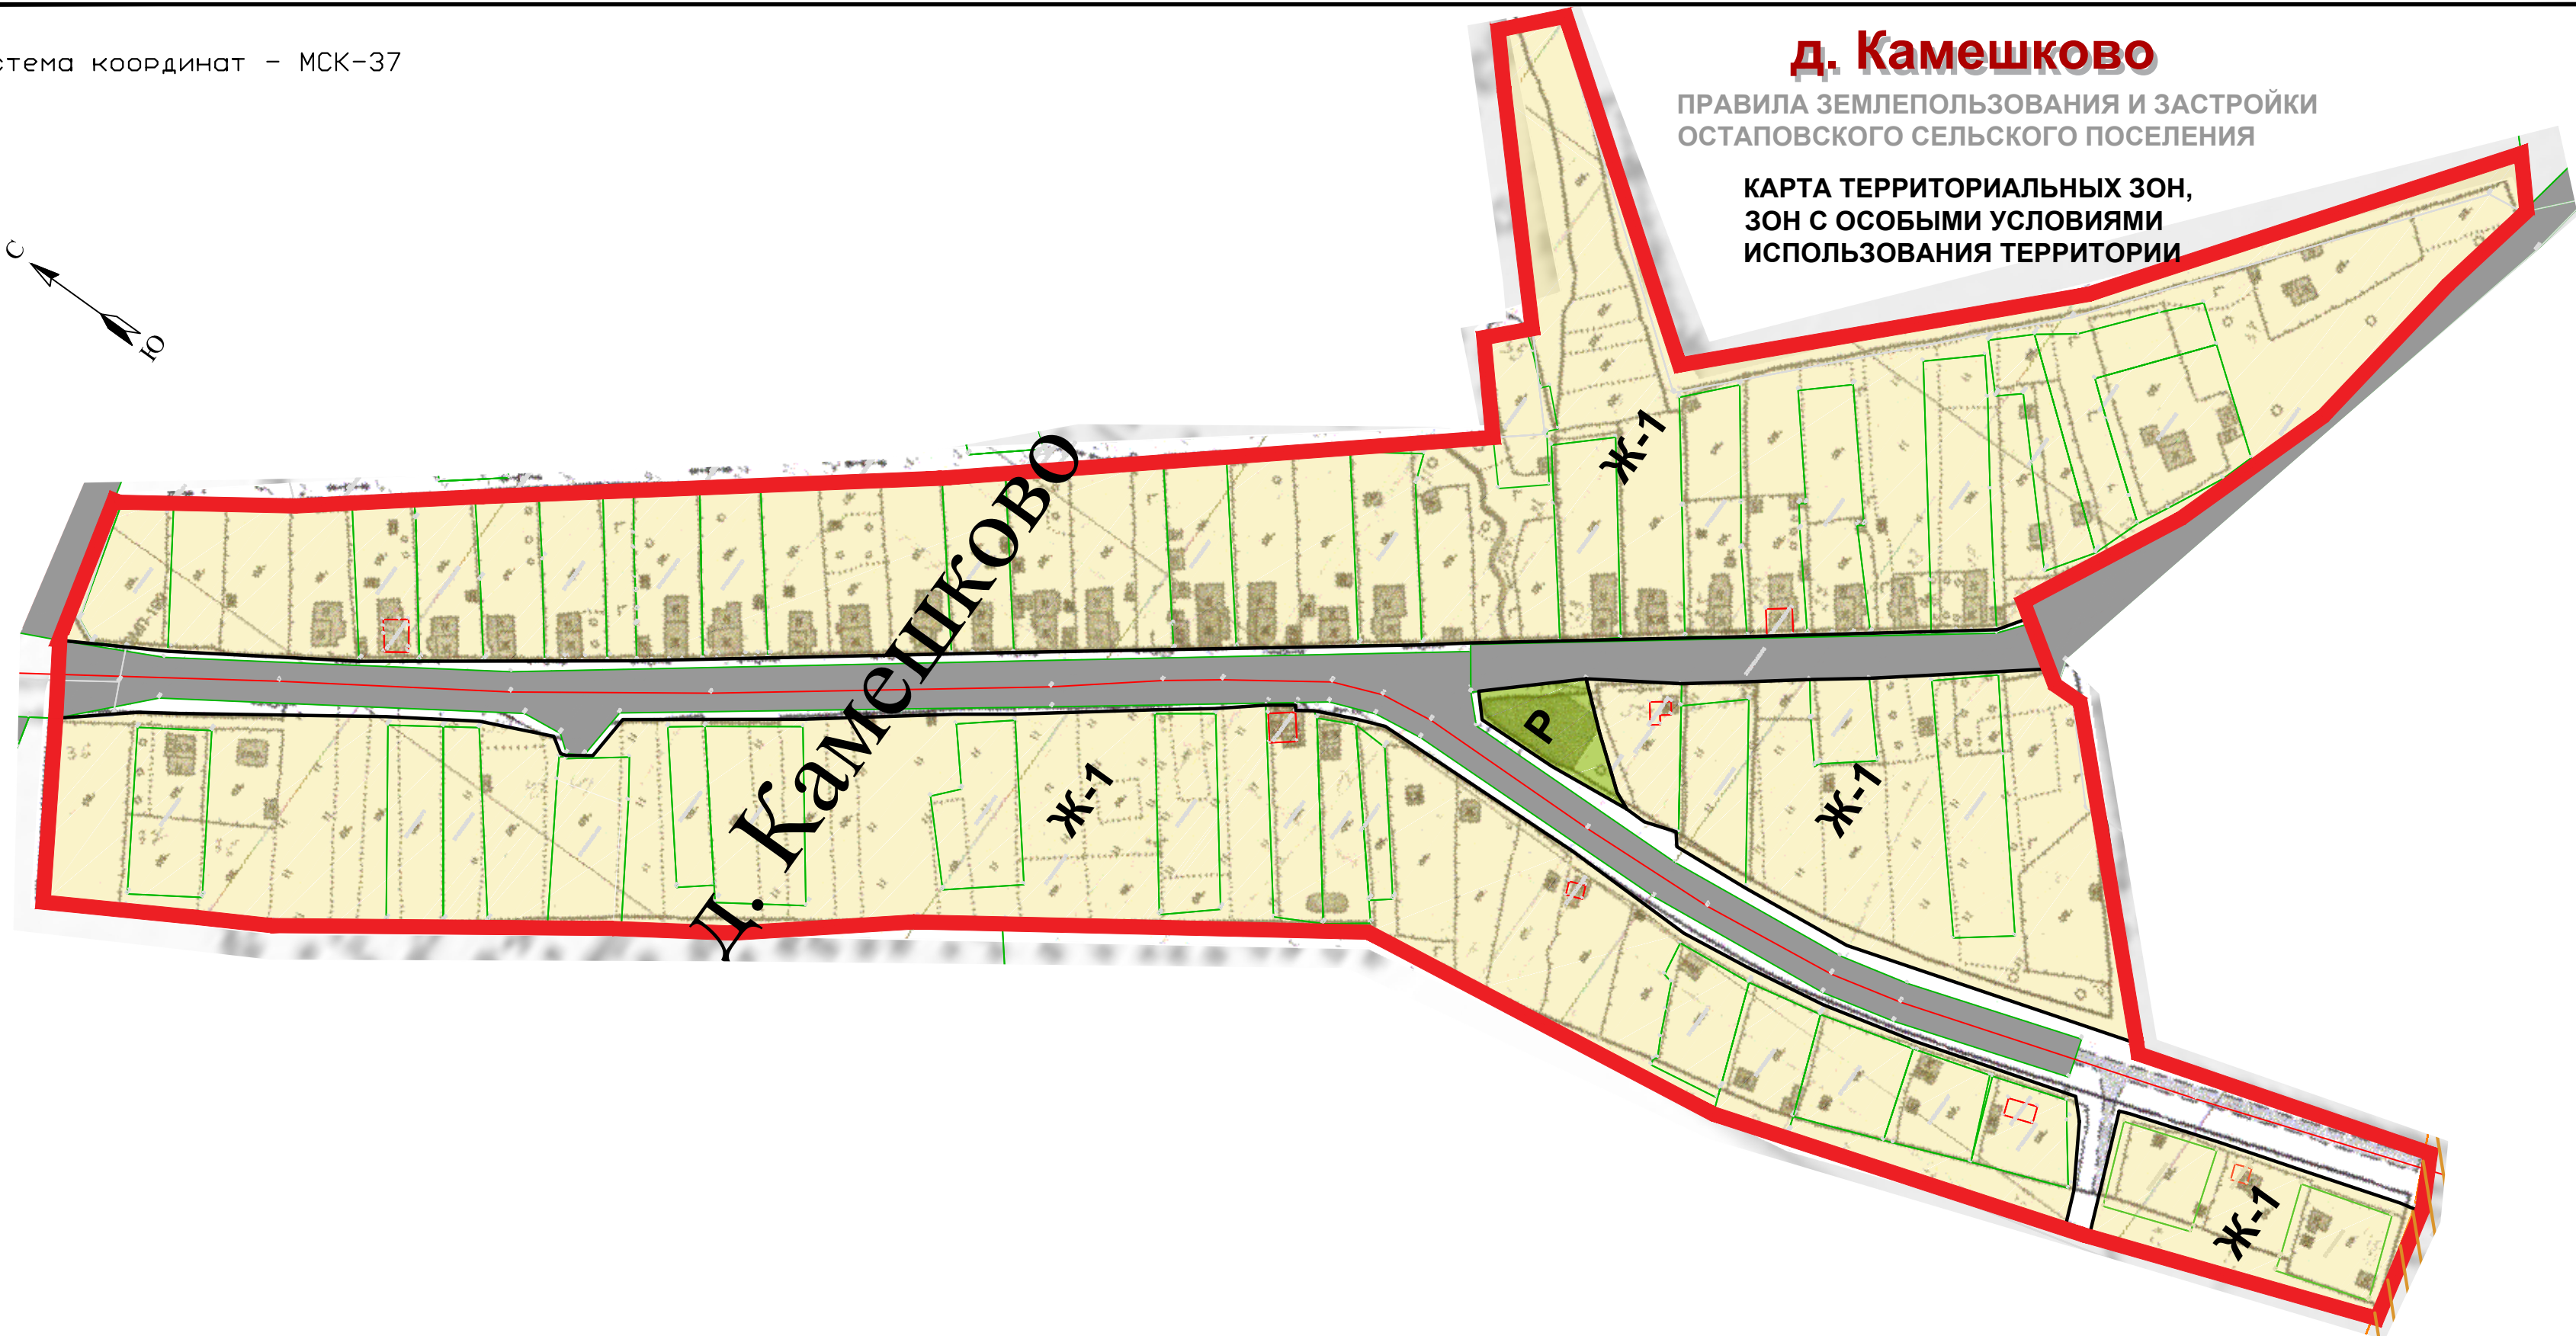 стема координат - МСК-37
д. Камешково
ПРАВИЛА ЗЕМЛЕПОЛЬЗОВАНИЯ И ЗАСТРОЙКИ
ОСТАПОВСКОГО СЕЛЬСКОГО ПОСЕЛЕНИЯ
КАРТА ТЕРРИТОРИАЛЬНЫХ ЗОН,
ЗОН С ОСОБЫМИ УСЛОВИЯМИ
ИСПОЛЬЗОВАНИЯ ТЕРРИТОРИИ
С
Ю
Ж-1
д. Камешково
Р
Ж-1
Ж-1
Ж-1